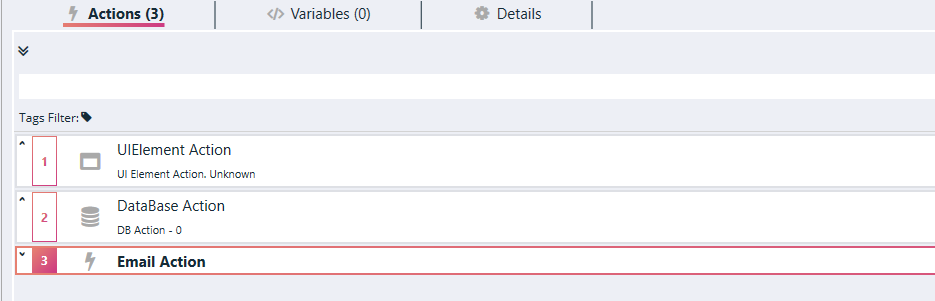 Actions (3)
Variables (0)
Details
Tags Filter:
1
UIElement Action
UI Element Action. Unknown
2
DataBase Action
DB Action - 0
3
Email Action